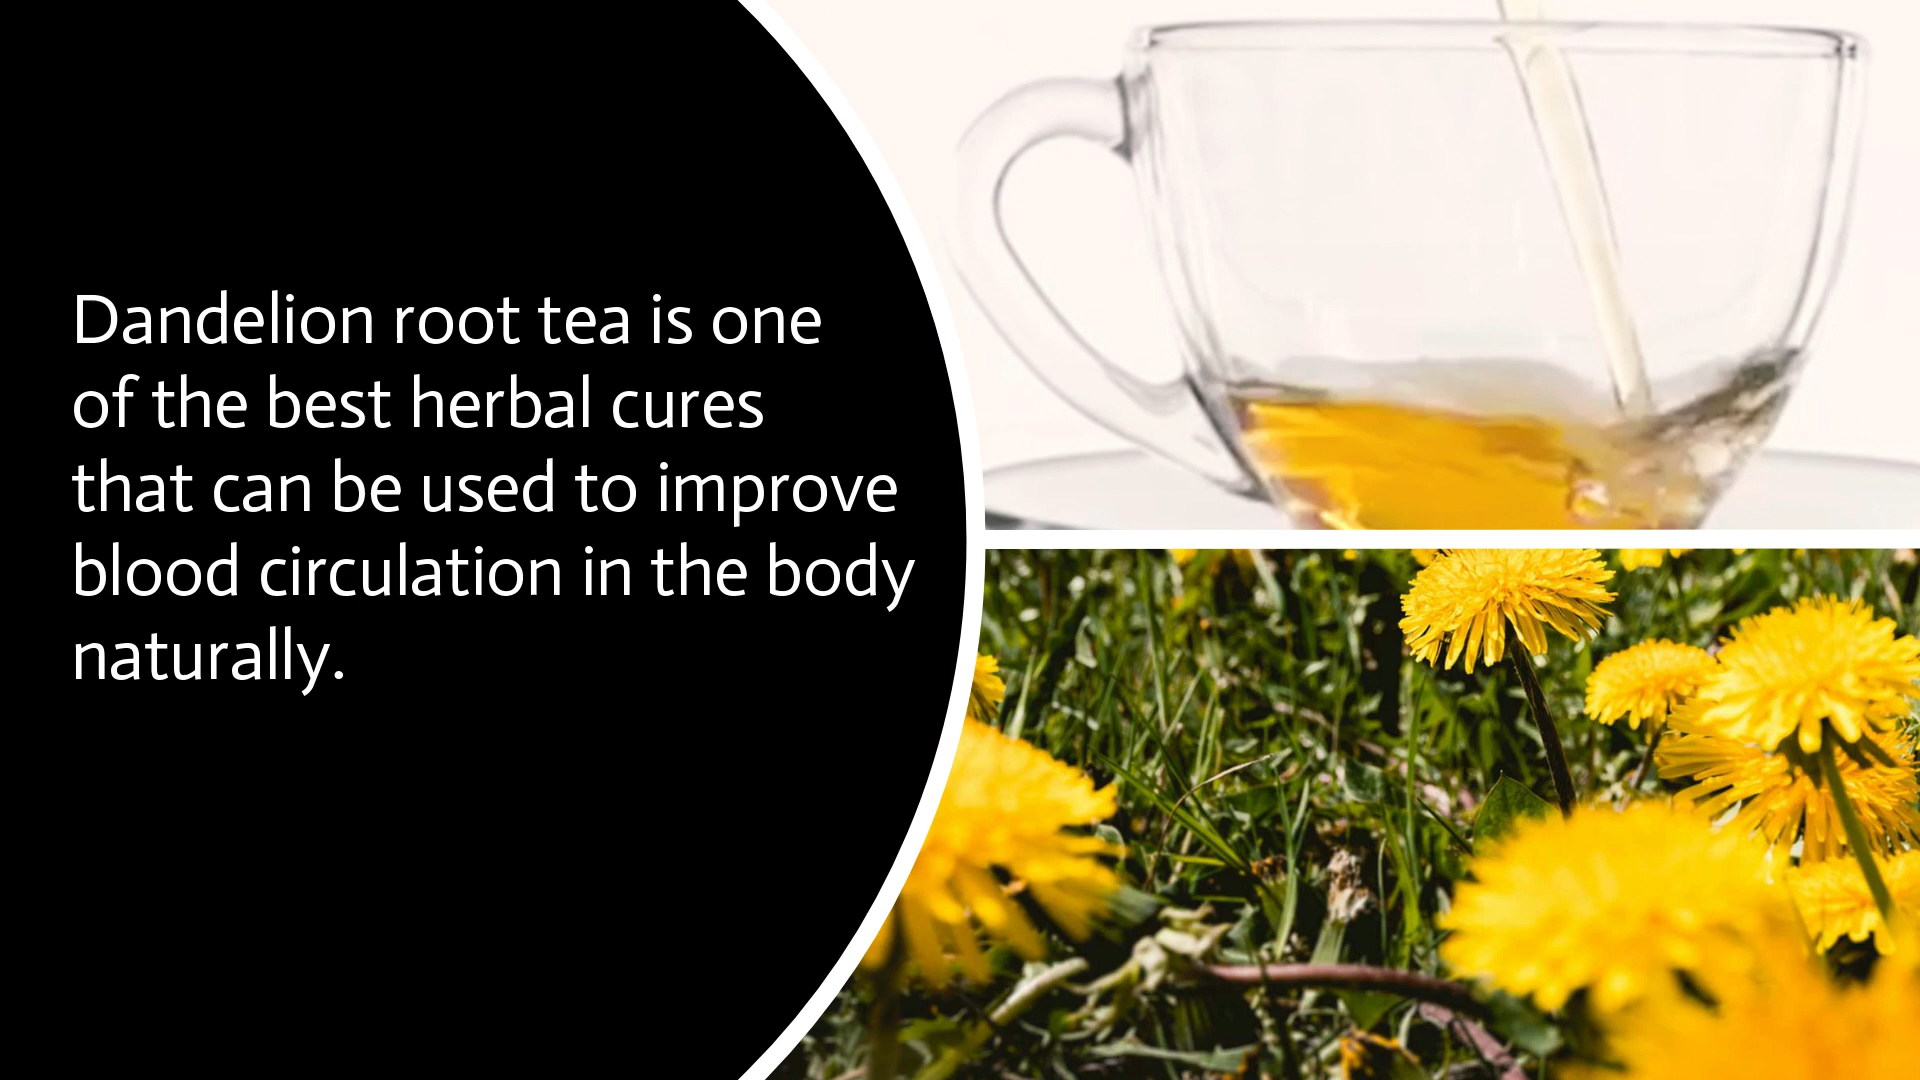 Dandelion root tea is one
of the best herbal cures
that can be used to improve
blood circulation in the body
naturally.